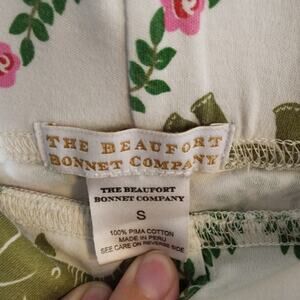 THE BEAUFORT
BONNET COMPANY
THE BEAUFORT
BONNET COMPANY
S
100% PIMA COTTON
MADE IN PERU
SEE CARE ON REVERSE SIDE